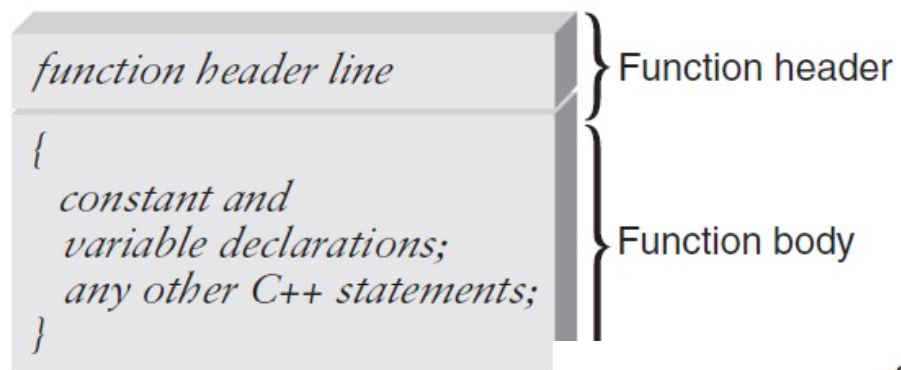 function header line
Function header
{
constant and
variable declarations;
any other C++ statements;
}
Function body